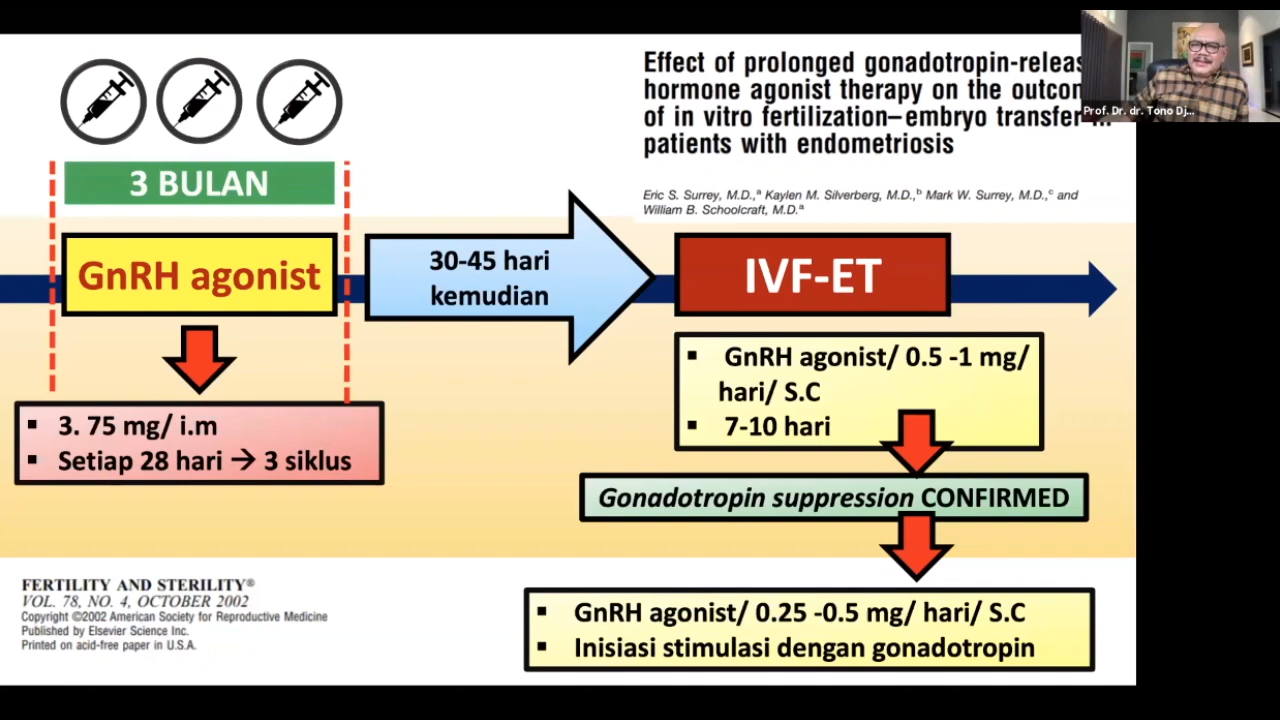 Effect of prolonged gonadotropin-releas
hormone agonist therapy on the outcon
of in vitro fertilization–embryo transfer
patients with endometriosis
Eric S. Surrey, M.D.,ᵃ Kaylen M. Silverberg, M.D.,ᵇ Mark W. Surrey, M.D.,ᶜ and
William B. Schoolcraft, M.D.ᵃ
Prof. Dr. dr. Tono Dj...
3 BULAN
GnRH agonist
30-45 hari
kemudian
IVF-ET
▪ 3. 75 mg/ i.m
▪ Setiap 28 hari → 3 siklus
▪ GnRH agonist/ 0.5 -1 mg/
hari/ S.C
▪ 7-10 hari
Gonadotropin suppression CONFIRMED
▪ GnRH agonist/ 0.25 -0.5 mg/ hari/ S.C
▪ Inisiasi stimulasi dengan gonadotropin
FERTILITY AND STERILITY®
VOL. 78, NO. 4, OCTOBER 2002
Copyright ©2002 American Society for Reproductive Medicine
Published by Elsevier Science Inc.
Printed on acid-free paper in U.S.A.